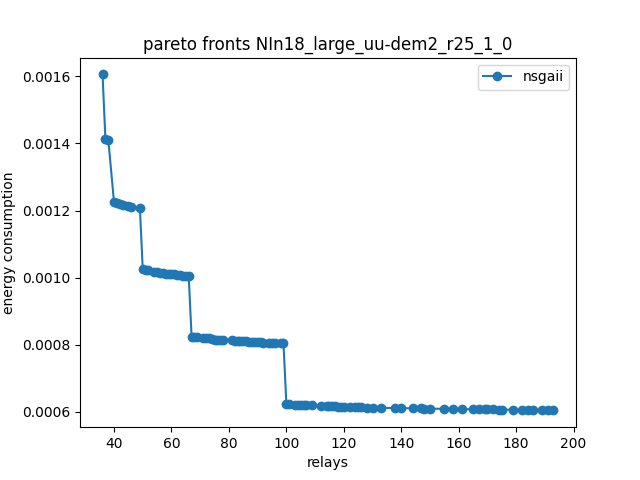 pareto fronts NIn18_large_uu-dem2_r25_1_0
nsgaii
0.0016
0.0014
0.0012
0.0010
0.0008
0.0006
energy consumption
40 60 80 100 120 140 160 180 200
relays